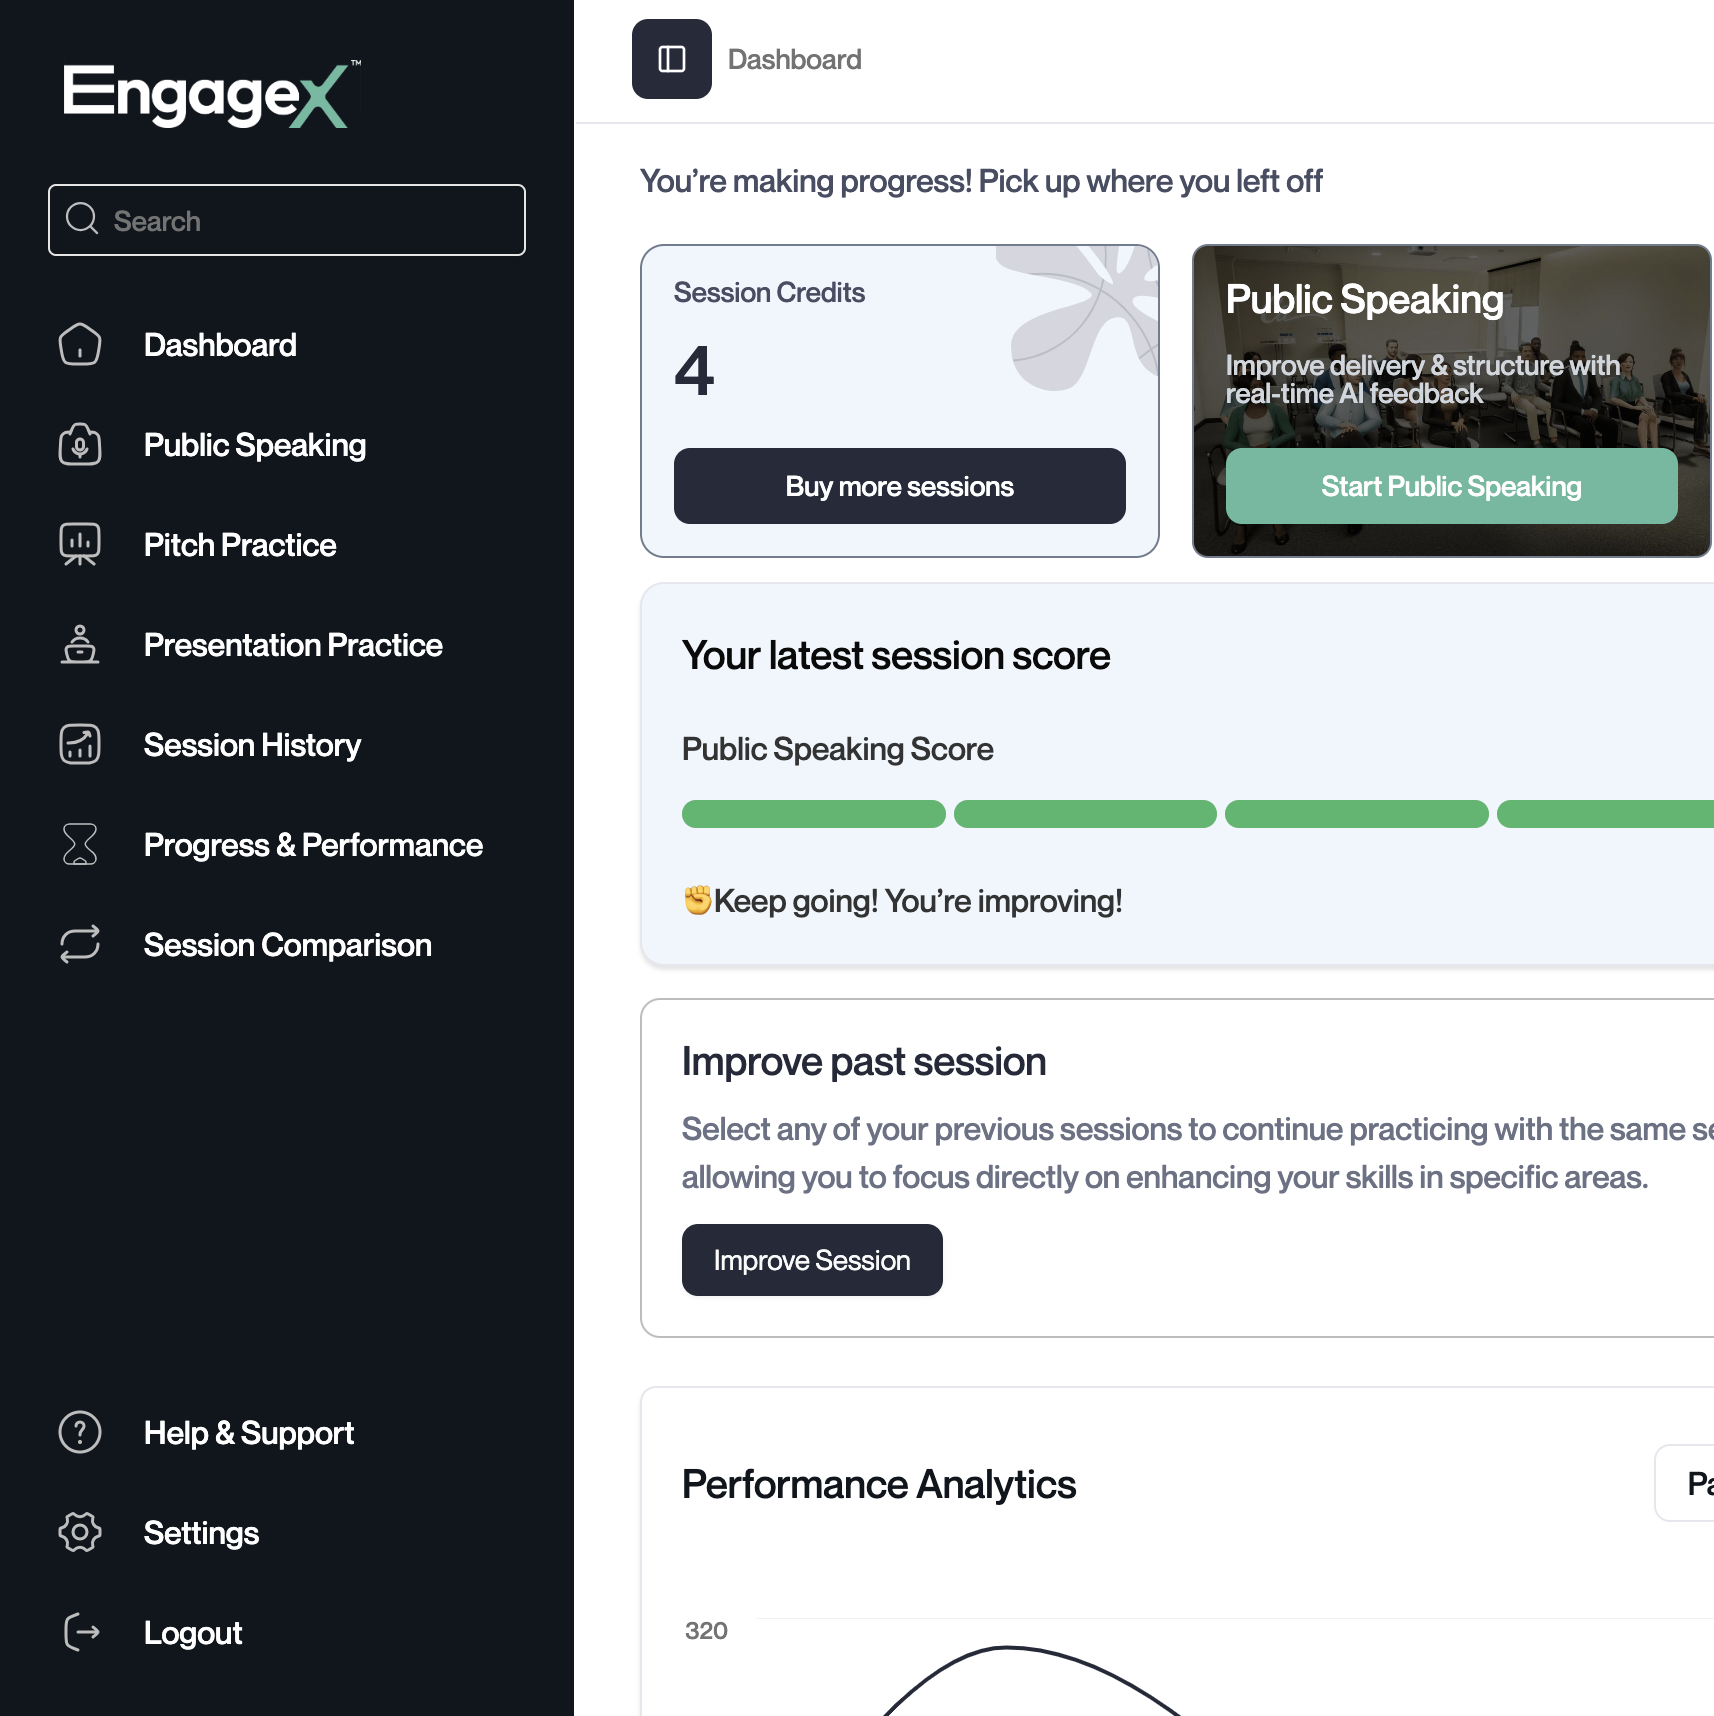 EngageX™
Search
Dashboard
Public Speaking
Pitch Practice
Presentation Practice
Session History
Progress & Performance
Session Comparison
Help & Support
Settings
Logout
Dashboard
You’re making progress! Pick up where you left off
Session Credits
4
Buy more sessions
Public Speaking
Improve delivery & structure with
real-time AI feedback
Start Public Speaking
Your latest session score
Public Speaking Score
✊Keep going! You’re improving!
Improve past session
Select any of your previous sessions to continue practicing with the same
allowing you to focus directly on enhancing your skills in specific areas.
Improve Session
Performance Analytics
320